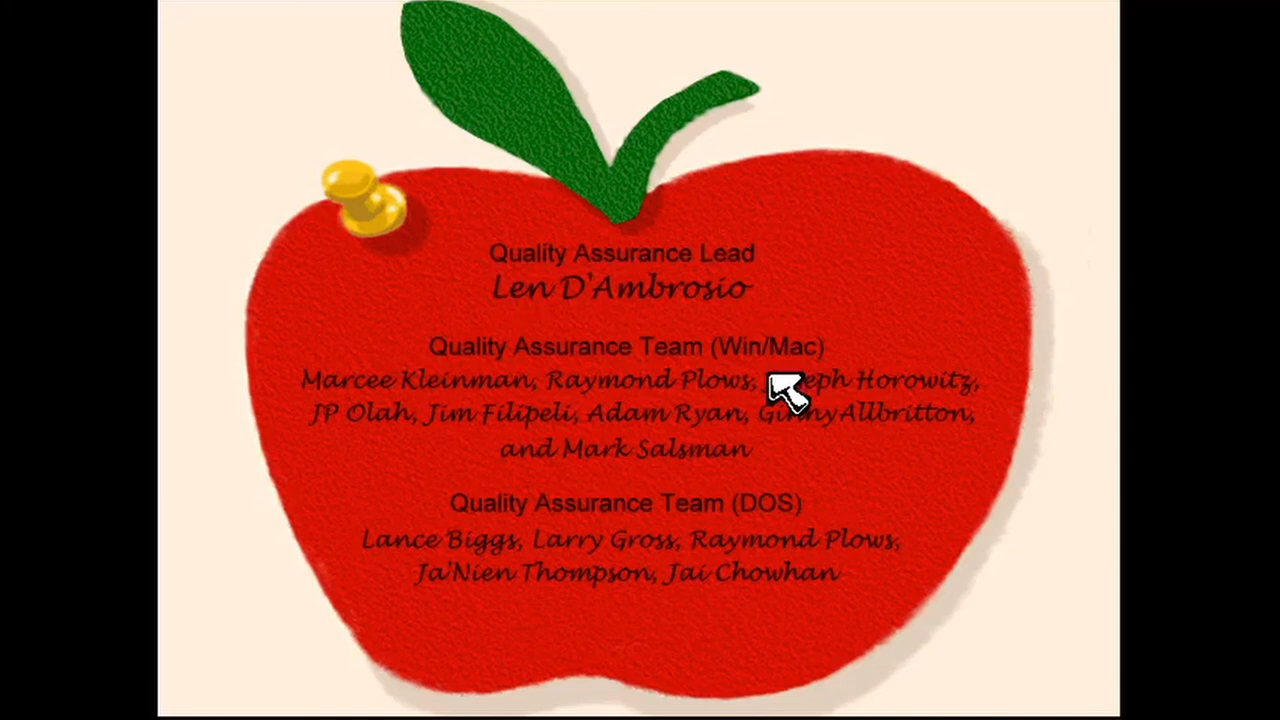 Quality Assurance Lead
Len D'Ambrosio
Quality Assurance Team (Win/Mac)
Marcee Kleinman, Raymond Plows, Horowitz,
JP Olah, Jim Filipeli, Adam Ryan, Ginny Allbritton,
and Mark Salsman
Quality Assurance Team (DOS)
Lance Biggs, Larry Gross, Raymond Plows,
Ja'Nien Thompson, Jai Chowhan